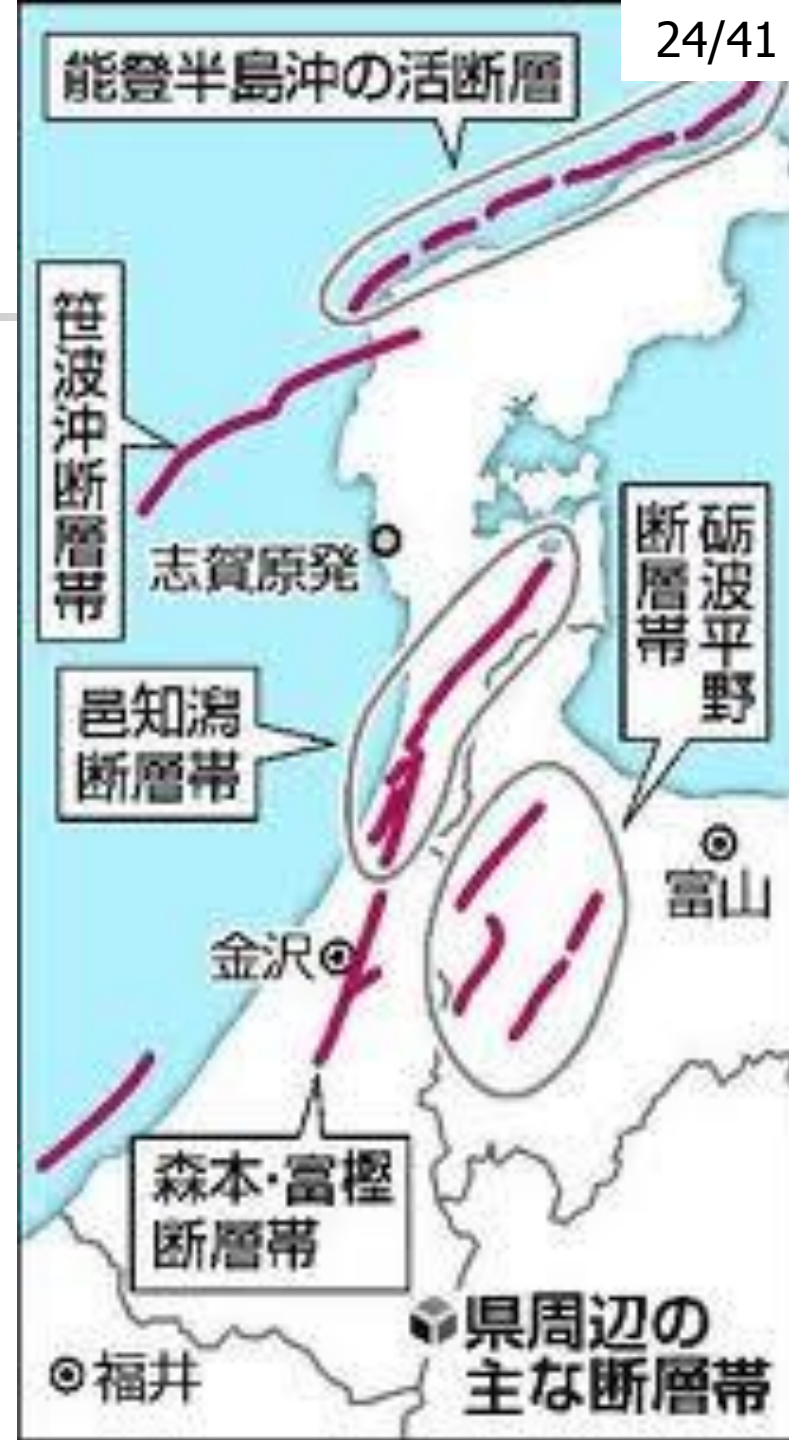 24/41
能登半島沖の活断層
笹波沖断層帯
志賀原発
砺波平野
断層帯
邑知潟
断層帯
富山
金沢
森本・富樫
断層帯
県周辺の
主な断層帯
福井